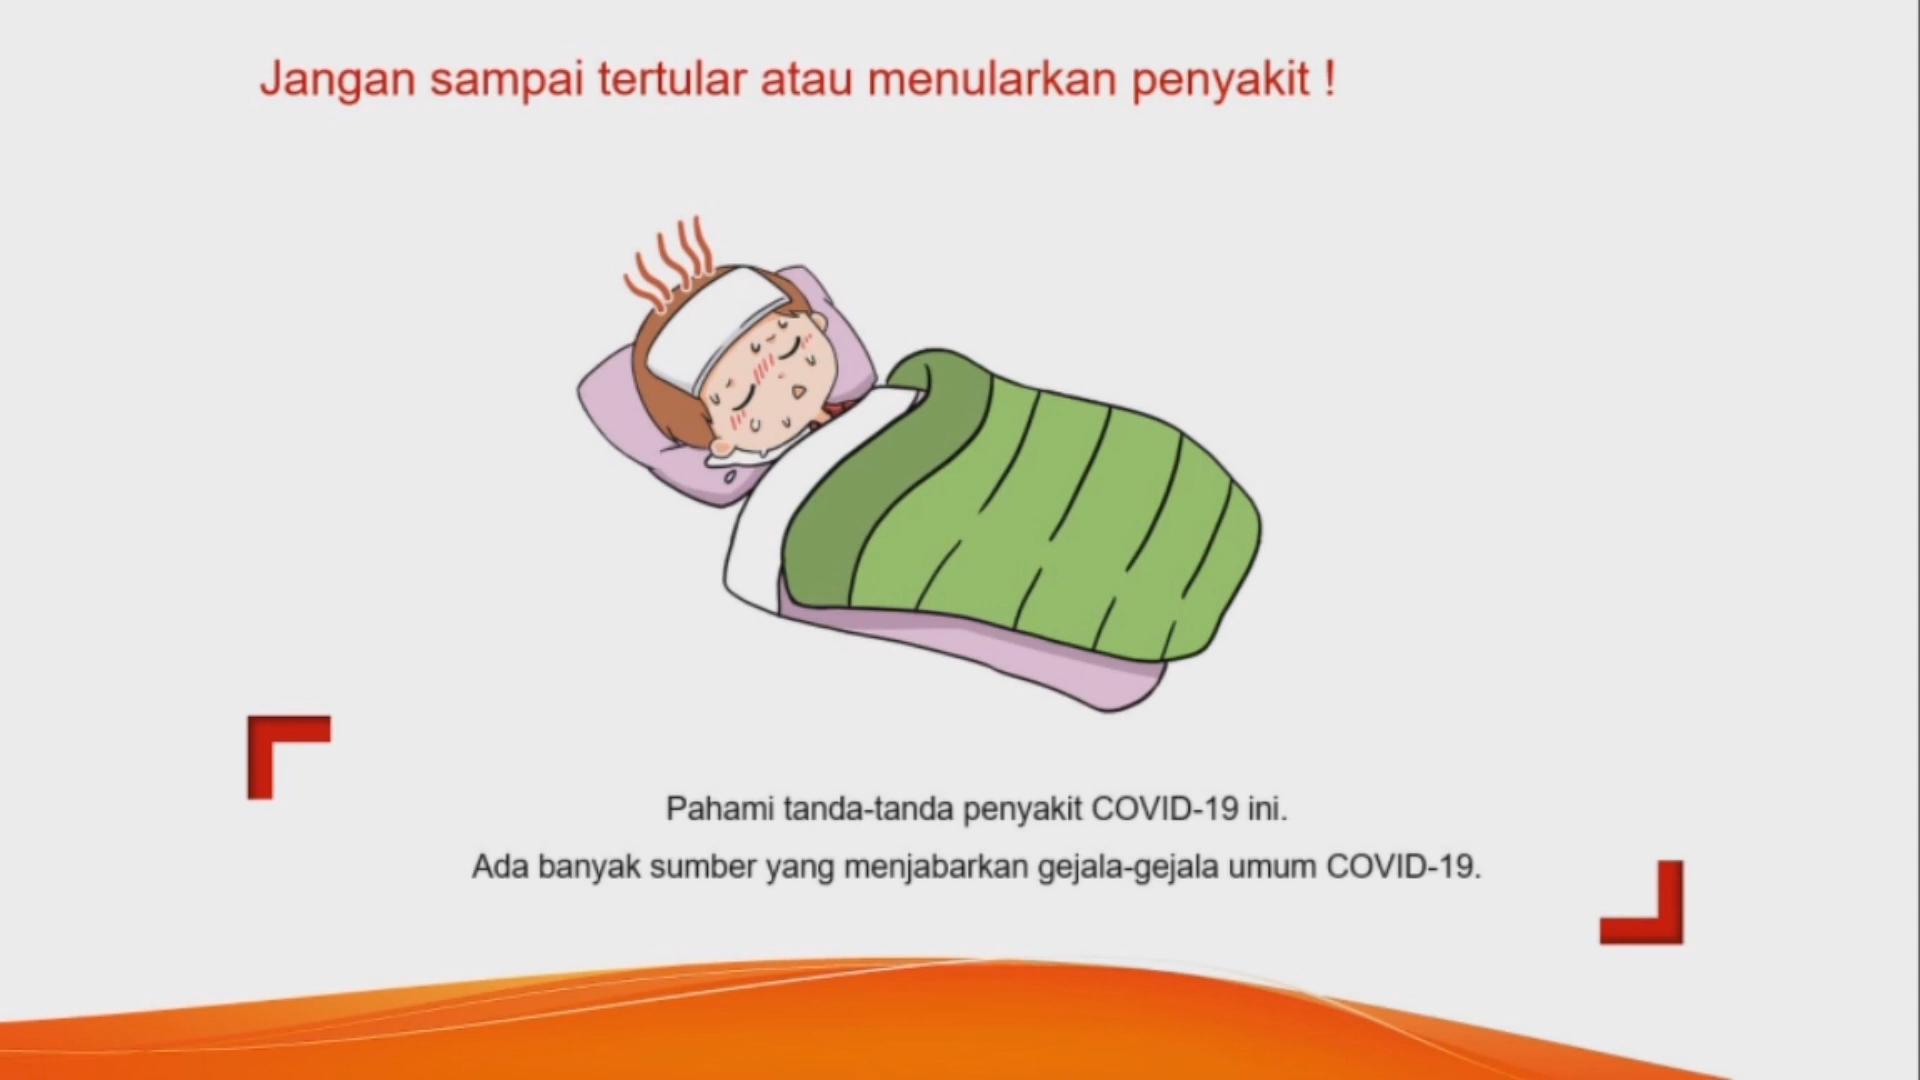 Jangan sampai tertular atau menularkan penyakit !
Pahami tanda-tanda penyakit COVID-19 ini.
Ada banyak sumber yang menjabarkan gejala-gejala umum COVID-19.